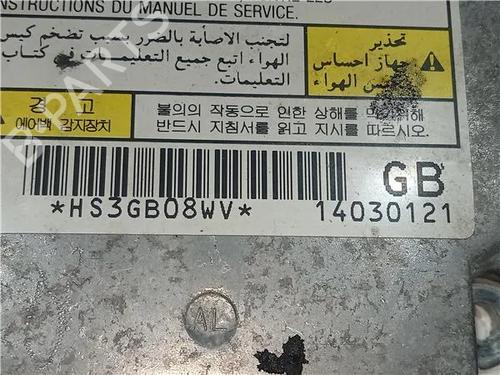 INSTRUCTIONS DU MANUEL DE SERVICE.
تحذير
جهاز احساس
الهواء
لتجنب الاصابة بالضرر بسبب تضخم كيس
الهواء اتبع جميع التعليمات في كتاب
التعليمات.
경 고
에어백 감지장치
불의의 작동으로 인한 상해를 막기위해
반드시 지침서를 읽고 지시를 따르시오.
GB
*HS3GB08WV*
14030121
AL